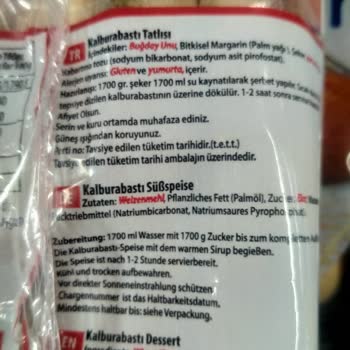 TR Kalburabastı Tatlısı
İçindekiler: Buğday Unu, Bitkisel Margarin (Palm yağı), Şeker,
Kabartma tozu (sodyum bikarbonat, sodyum asit pirofosfat),
Alerjen uyarısı: Gluten ve yumurta, içerir.
Hazırlanışı: 1700 gr. şeker 1700 ml su kaynatılarak şerbet yapılır.
tepsiye dizilen kalburabastının üzerine dökülür. 1-2 saat sonra
Afiyet Olsun.
Serin ve kuru ortamda muhafaza ediniz.
Güneş ışığından koruyunuz.
Parti no: Tavsiye edilen tüketim tarihidir.(t.e.t.t.)
Tavsiye edilen tüketim tarihi ambalajın üzerindedir.
Kalburabastı Süßspeise
Zutaten: Weizenmehl, Pflanzliches Fett (Palmöl), Zucker,
Backtriebmittel (Natriumbicarbonat, Natriumsaures
Zubereitung: 1700 ml Wasser mit 1700 g Zucker bis zum
Die Kalburabastı-Speise mit dem warmen Sirup begießen.
Die Speise ist nach 1-2 Stunde servierbereit.
Kühl und trocken aufbewahren.
Vor direkter Sonneneinstrahlung schützen
Chargennummer ist das Haltbarkeitsdatum.
Mindestens haltbar bis: siehe Verpackung.
EN Kalburabastı Dessert